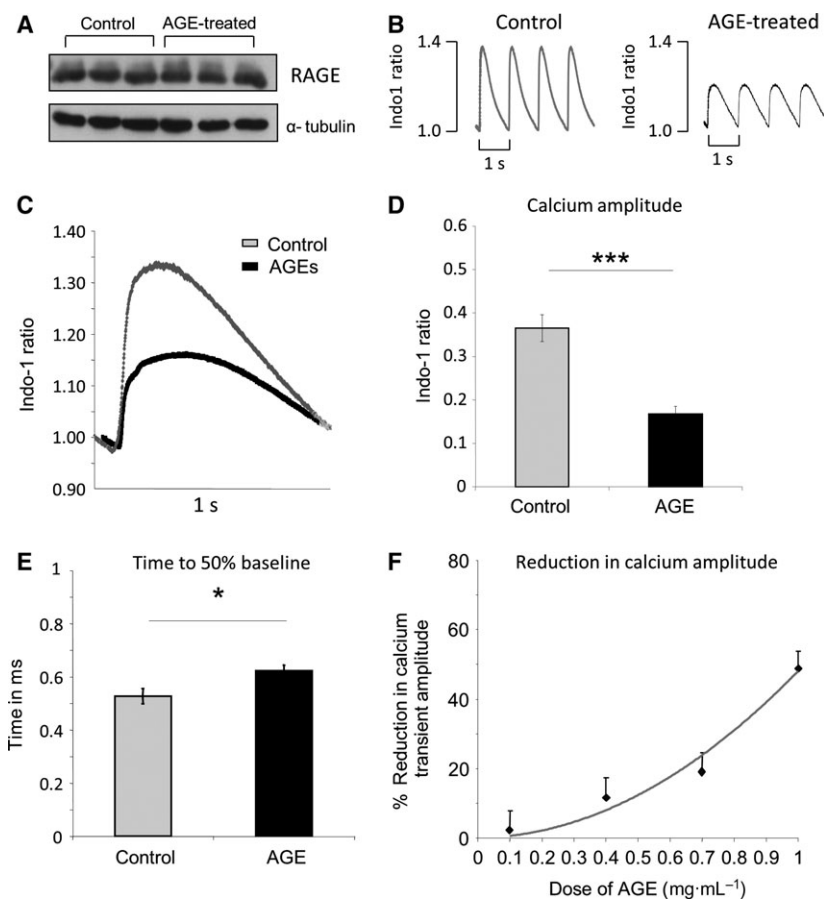 A
Control
AGE-treated
RAGE
α- tubulin
B
Control
AGE-treated
Indo1 ratio
1.4
1.0
1 s
Indo1 ratio
1.4
1.0
1 s
C
Indo-1 ratio
1.40
1.30
1.20
1.10
1.00
0.90
Control
AGEs
1 s
D
Calcium amplitude
Indo-1 ratio
0.6
0.5
0.4
0.3
0.2
0.1
0
***
Control
AGE
E
Time to 50% baseline
Time in ms
1
0.8
0.6
0.4
0.2
0
*
Control
AGE
F
Reduction in calcium amplitude
% Reduction in calcium
transient amplitude
80
60
40
20
0
0 0.1 0.2 0.3 0.4 0.5 0.6 0.7 0.8 0.9 1
Dose of AGE (mg·mL⁻¹)